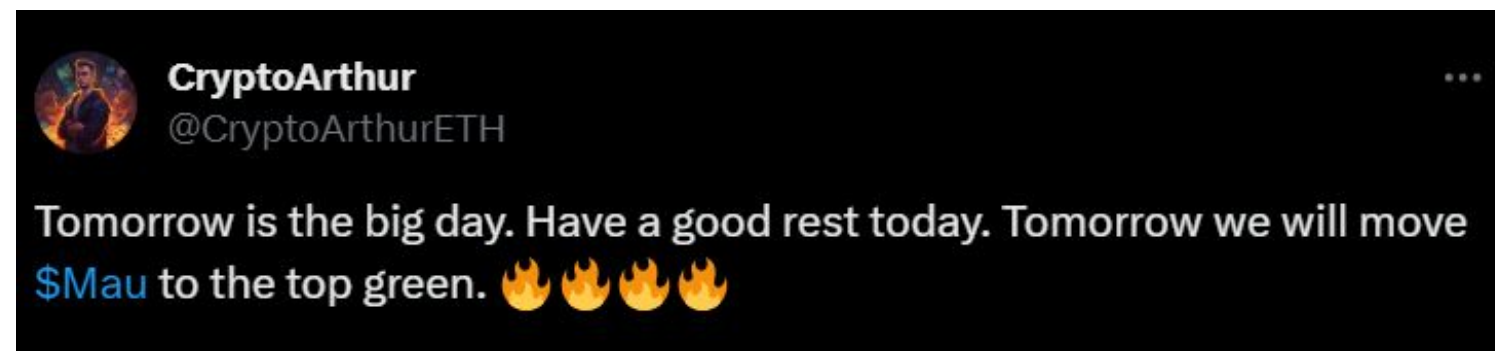 CryptoArthur
@CryptoArthurETH
Tomorrow is the big day. Have a good rest today. Tomorrow we will move
$Mau to the top green. 🔥🔥🔥🔥